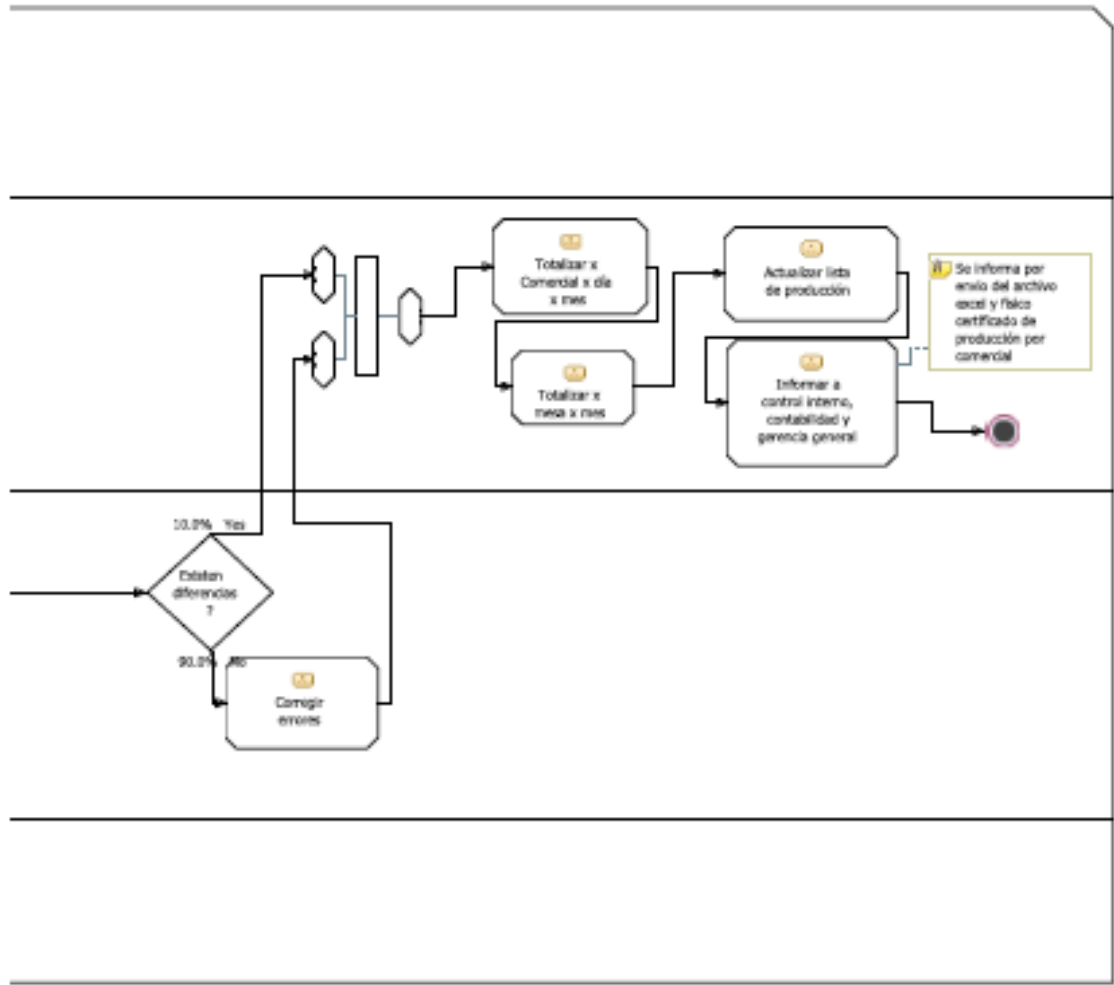 Totalizar x
Comercial x día
x mes
Actualizar lista
de producción
Se informa por
envio del archivo
excel y fisico
certificado de
producción por
comercial
Totalizar x
mesa x mes
Informar a
control interno,
contabilidad y
gerencia general
10.0% Yes
Existen
diferencias
?
90.0% No
Corregir
errores